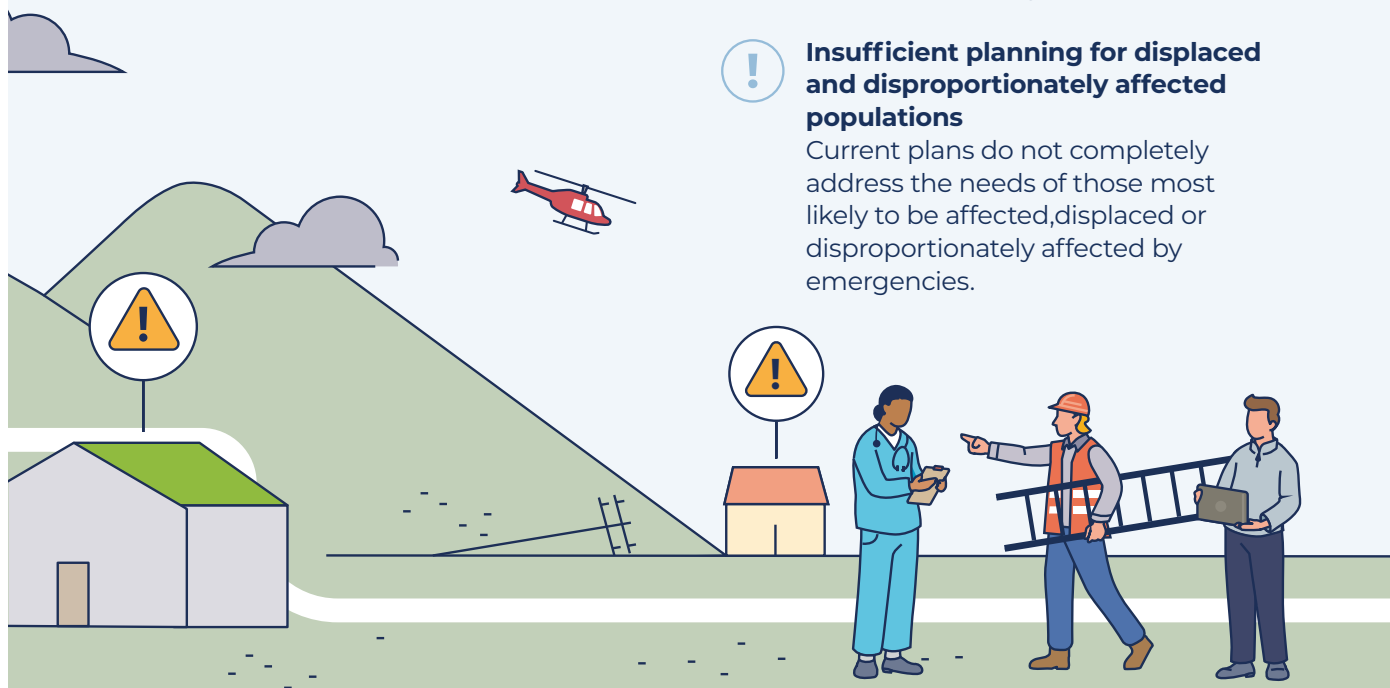 Insufficient planning for displaced
and disproportionately affected
populations
Current plans do not completely
address the needs of those most
likely to be affected,displaced or
disproportionately affected by
emergencies.